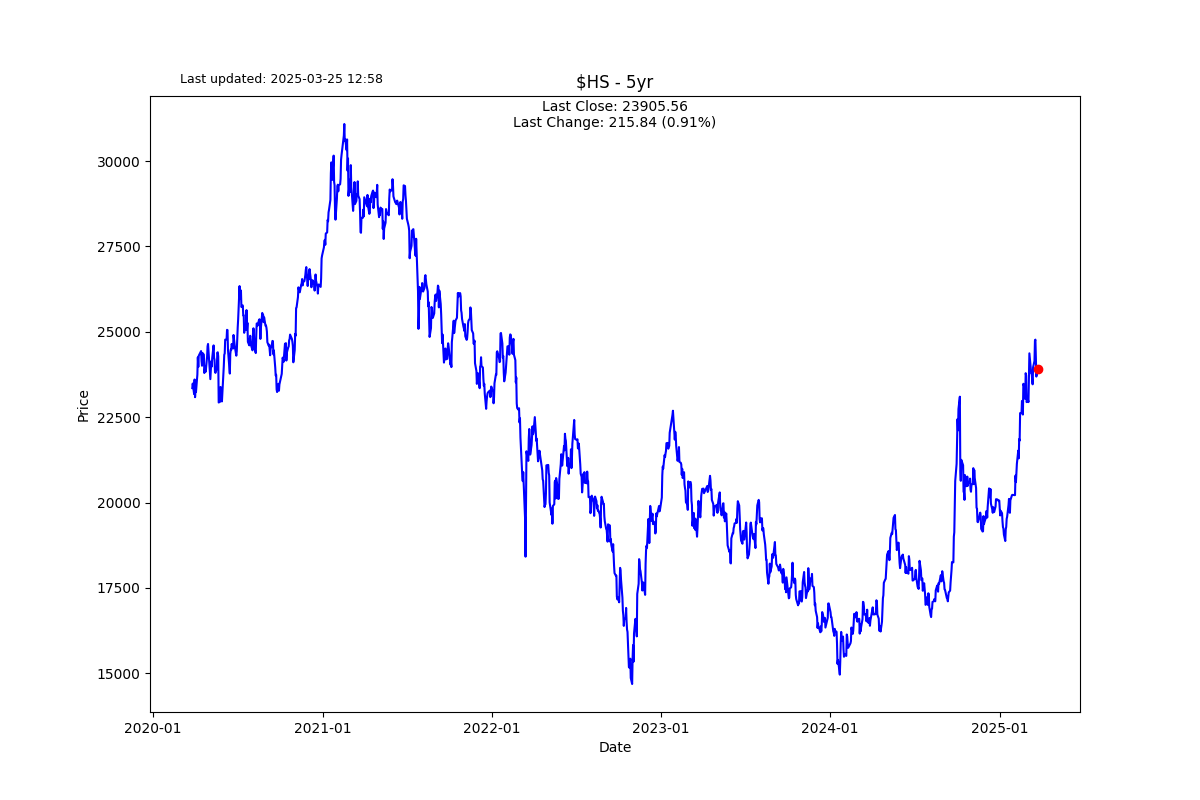 Last updated: 2025-03-25 12:58
$HS - 5yr
Last Close: 23905.56
Last Change: 215.84 (0.91%)
Price
30000
27500
25000
22500
20000
17500
15000
2020-01
2021-01
2022-01
2023-01
2024-01
2025-01
Date